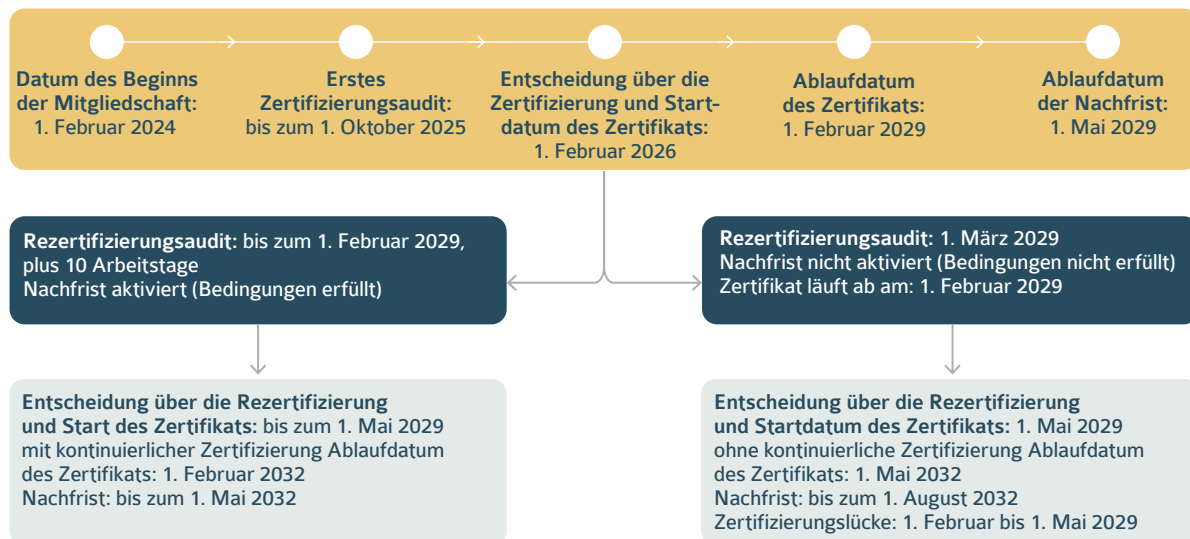 Datum des Beginns
der Mitgliedschaft:
1. Februar 2024
Erstes
Zertifizierungsaudit:
bis zum 1. Oktober 2025
Entscheidung über die
Zertifizierung und Start-
datum des Zertifikats:
1. Februar 2026
Ablaufdatum
des Zertifikats:
1. Februar 2029
Ablaufdatum
der Nachfrist:
1. Mai 2029
Rezertifizierungsaudit: bis zum 1. Februar 2029,
plus 10 Arbeitstage
Nachfrist aktiviert (Bedingungen erfüllt)
Rezertifizierungsaudit: 1. März 2029
Nachfrist nicht aktiviert (Bedingungen nicht erfüllt)
Zertifikat läuft ab am: 1. Februar 2029
Entscheidung über die Rezertifizierung
und Start des Zertifikats: bis zum 1. Mai 2029
mit kontinuierlicher Zertifizierung Ablaufdatum
des Zertifikats: 1. Februar 2032
Nachfrist: bis zum 1. Mai 2032
Entscheidung über die Rezertifizierung
und Startdatum des Zertifikats: 1. Mai 2029
ohne kontinuierliche Zertifizierung Ablaufdatum
des Zertifikats: 1. Mai 2032
Nachfrist: bis zum 1. August 2032
Zertifizierungslücke: 1. Februar bis 1. Mai 2029